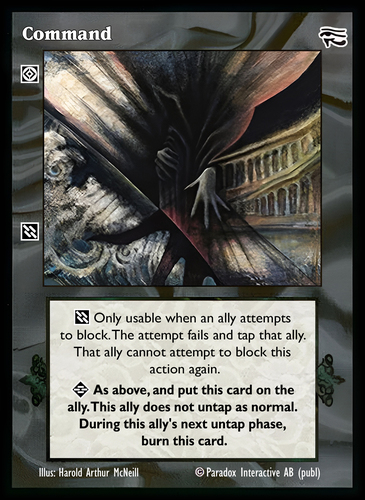 Command
Only usable when an ally attempts
to block. The attempt fails and tap that ally.
That ally cannot attempt to block this
action again.
As above, and put this card on the
ally. This ally does not untap as normal.
During this ally's next untap phase,
burn this card.
Illus: Harold Arthur McNeill
© Paradox Interactive AB (publ)